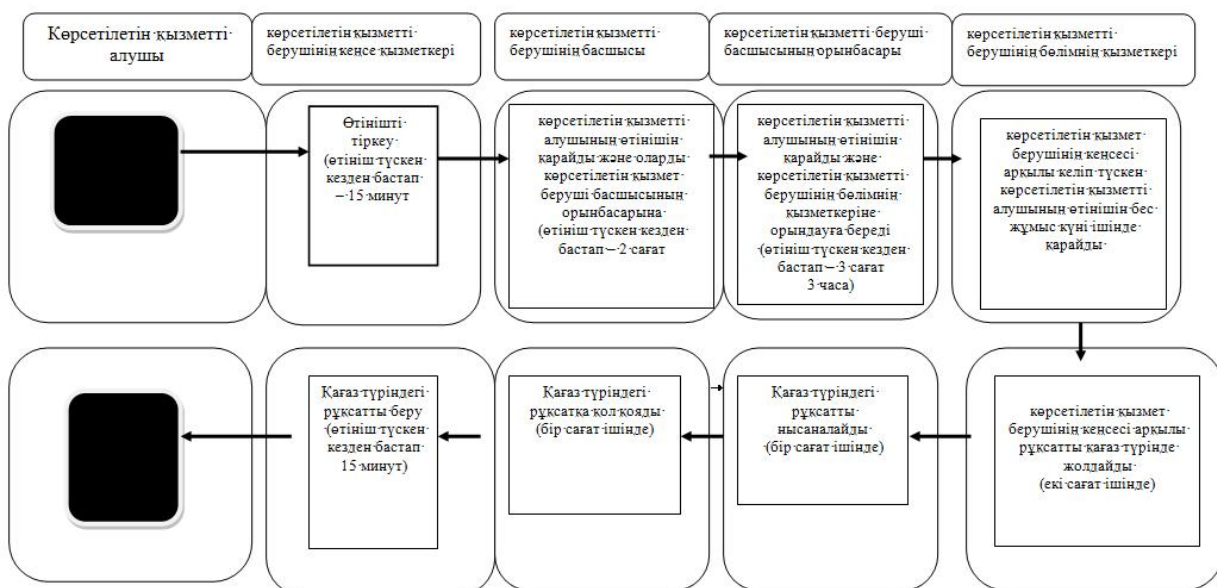 Көрсетілетін қызметті
алушы
көрсетілетін қызметті
берушінің кеңсе қызметкері
көрсетілетін қызметті
берушінің басшысы
көрсетілетін қызметті беруші
басшысының орынбасары
көрсетілетін қызметті
берушінің бөлімнің қызметкері
Өтінішті
тіркеу
(өтініш түскен
кезден бастап
– 15 минут
көрсетілетін қызметті
алушының өтінішін
қарайды және оларды
көрсетілетін қызмет
беруші басшысының
орынбасарына
(өтініш түскен кезден
бастап – 2 сағат
көрсетілетін қызметті
алушының өтінішін
қарайды және
көрсетілетін қызметті
берушінің бөлімнің
қызметкеріне
орындауға береді
(өтініш түскен кезден
бастап – 3 сағат
3 часа)
көрсетілетін қызмет
берушінің кеңсесі
арқылы келіп түскен
көрсетілетін қызметті
алушының өтінішін бес
жұмыс күні ішінде
қарайды
Қағаз түріндегі
рұқсатты беру
(өтініш түскен
кезден бастап
15 минут)
Қағаз түріндегі
рұқсатқа қол қояды
(бір сағат ішінде)
Қағаз түріндегі
рұқсатты
нысаналайды
(бір сағат ішінде)
көрсетілетін қызмет
берушінің кеңсесі арқылы
рұқсатты қағаз түрінде
жолдайды
(екі сағат ішінде)